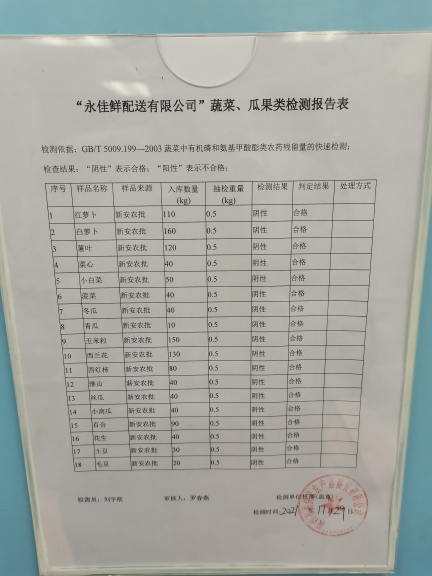 “永佳鲜配送有限公司”蔬菜、瓜果类检测报告表
检测依据：GB/T 5009.199—2003 蔬菜中有机磷和氨基甲酸酯类农药残留量的快速检测；
检查结果：“阴性”表示合格；“阳性”表示不合格；
序号 样品名称 样品来源 入库数量(kg) 抽检重量(kg) 检测结果 判定结果 处理方式
1 红萝卜 新安农批 110 0.5 阴性 合格
2 白萝卜 新安农批 160 0.5 阴性 合格
3 新安农批 120 0.5 阴性 合格
4 菜心 新安农批 40 0.5 阴性 合格
5 小白菜 新安农批 50 0.5 阴性 合格
6 菠菜 新安农批 40 0.5 阴性 合格
7 瓜 新安农批 40 0.5 阴性 合格
8 青瓜 新安农批 10 0.5 阴性 合格
9 玉米粒 新安农批 150 0.5 阴性 合格
10 西兰花 新安农批 130 0.5 阴性 合格
11 西红柿 新安农批 80 0.5 阴性 合格
12 淮山 新安农批 40 0.5 阴性 合格
13 丝瓜 新安农批 40 0.5 阴性 合格
14 小南瓜 新安农批 40 0.5 阴性 合格
15 百合 新安农批 90 0.5 阴性 合格
16 花生 新安农批 40 0.5 阴性 合格
17 土豆 新安农批 30 0.5 阴性 合格
18 毛豆 新安农批 20 0.5 阴性 合格
检测员：刘宇航 审核人：罗春燕 检测单位 (盖章)
检测时间: 2021 11 29 日